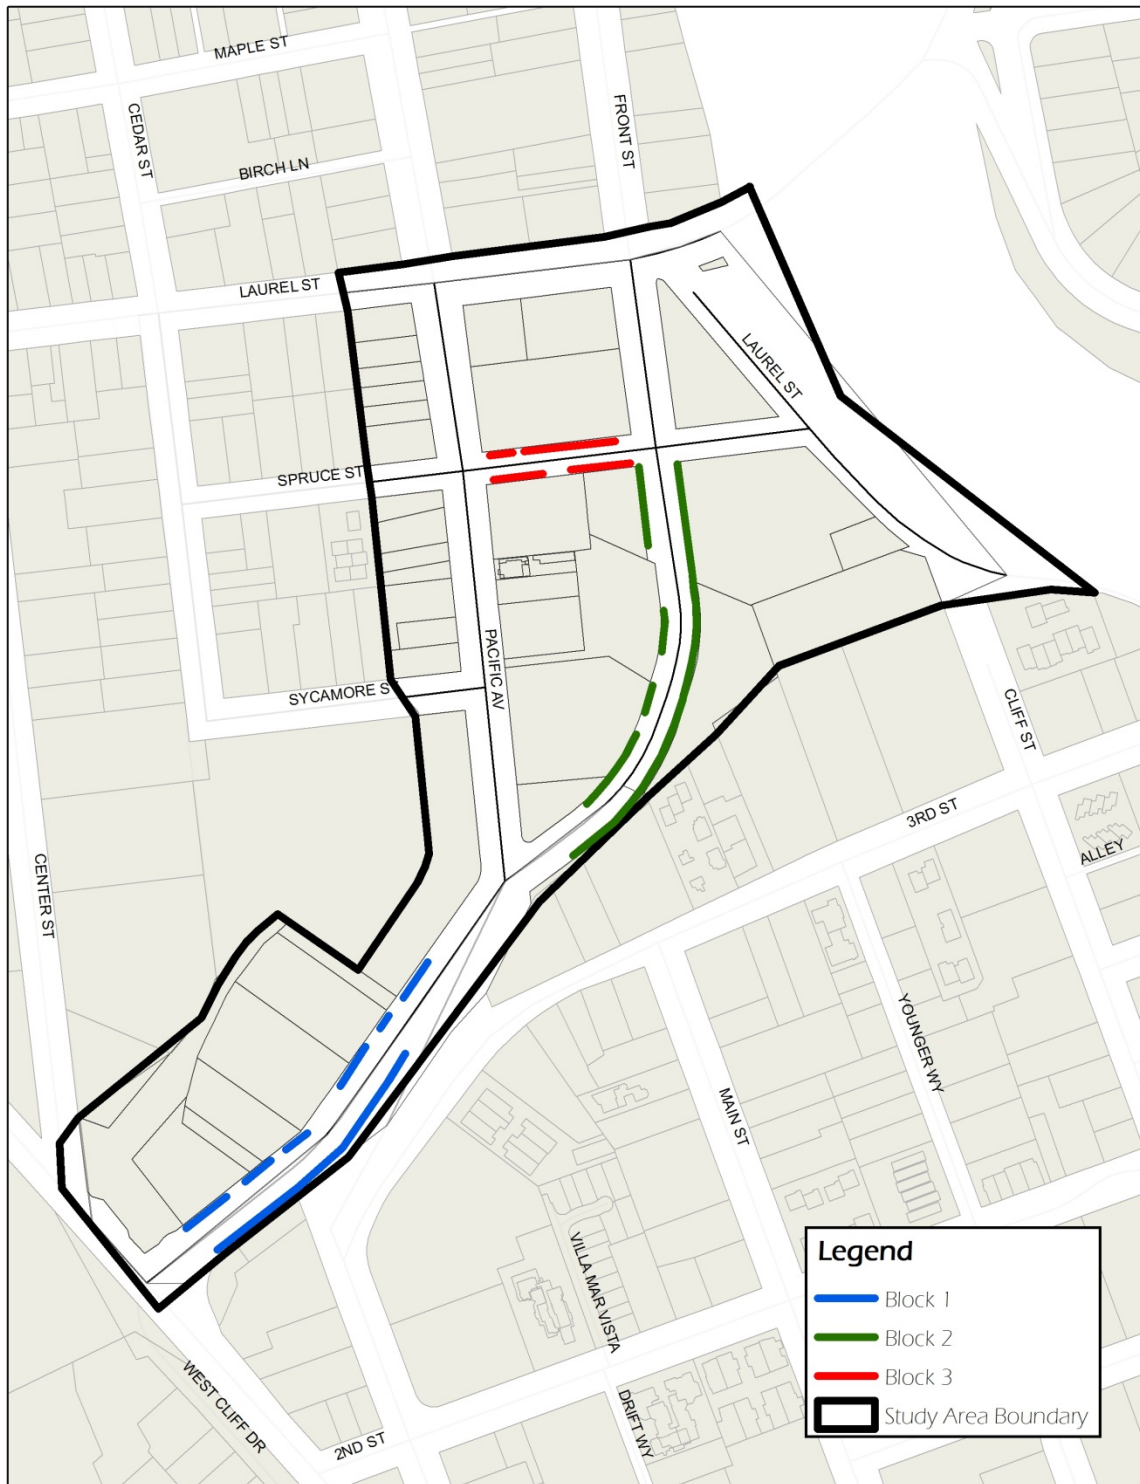 MAPLE ST
CEDAR ST
FRONT ST
BIRCH LN
LAUREL ST
LAUREL ST
SPRUCE ST
PACIFIC AV
SYCAMORE S
CLIFF ST
3RD ST
ALLEY
CENTER ST
YOUNGER WY
MAIN ST
VILLA MAR VISTA
WEST CLIFF DR
DRIFT WY
2ND ST
Legend
Block 1
Block 2
Block 3
Study Area Boundary